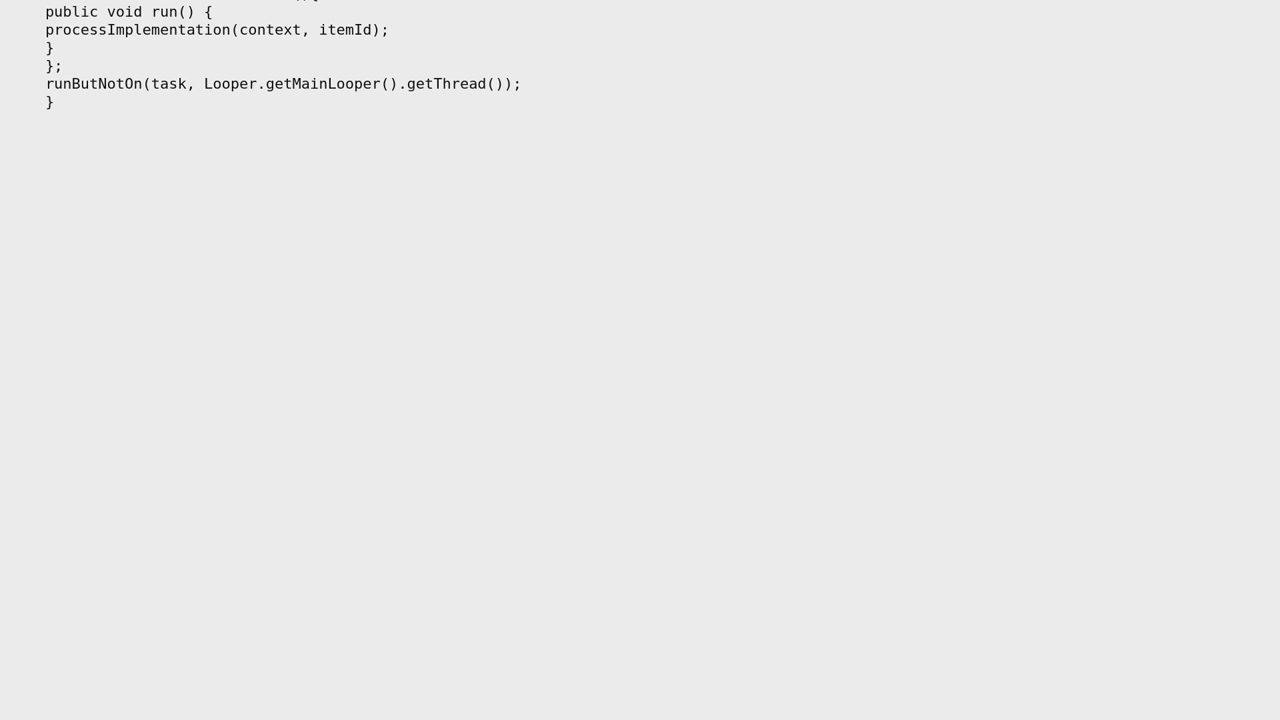 public void run() {
processImplementation(context, itemId);
}
};
runButNotOn(task, Looper.getMainLooper().getThread());
}